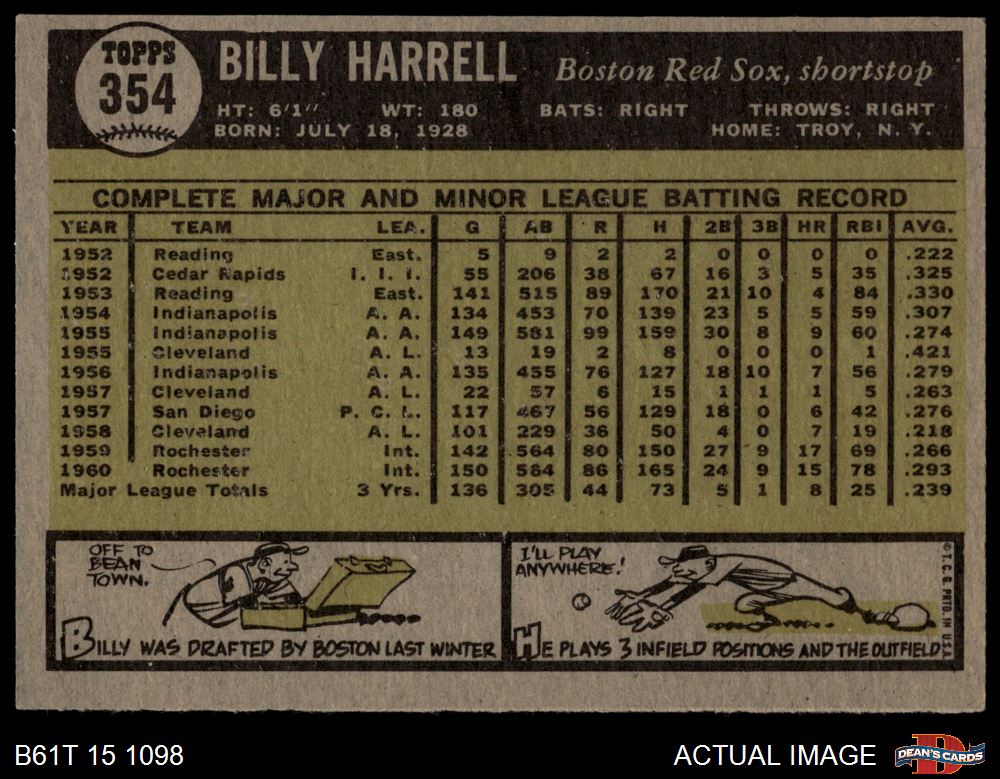 TOPPS
354
BILLY HARRELL Boston Red Sox, shortstop
HT: 6'1" WT: 180 BATS: RIGHT THROWS: RIGHT
BORN: JULY 18, 1928 HOME: TROY, N. Y.
COMPLETE MAJOR AND MINOR LEAGUE BATTING RECORD
YEAR TEAM LEA. G AB R H 2B 3B HR RBI AVG.
1952 Reading East. 5 9 2 2 0 0 0 0 .222
1952 Cedar Rapids I. I. I. 55 206 38 67 16 3 5 35 .325
1953 Reading East. 141 515 89 170 21 10 4 84 .330
1954 Indianapolis A. A. 134 453 70 139 23 5 5 59 .307
1955 Indianapolis A. A. 149 581 99 159 30 8 9 60 .274
1955 Cleveland A. L. 13 19 2 8 0 0 0 1 .421
1956 Indianapolis A. A. 135 455 76 127 18 10 7 56 .279
1957 Cleveland A. L. 22 57 6 15 1 1 1 5 .263
1957 San Diego P. C. L. 117 467 56 129 18 0 6 42 .276
1958 Cleveland A. L. 101 229 36 50 4 0 7 19 .218
1959 Rochester Int. 142 564 80 150 27 9 17 69 .266
1960 Rochester Int. 150 564 86 165 24 9 15 78 .293
Major League Totals 3 Yrs. 136 305 44 73 5 1 8 25 .239
OFF TO
BEAN
TOWN.
BILLY WAS DRAFTED BY BOSTON LAST WINTER
I'LL PLAY
ANYWHERE!
HE PLAYS 3 INFIELD POSITIONS AND THE OUTFIELD
© T. C. G. PRTD. IN U.S.A.
B61T 15 1098
ACTUAL IMAGE
D
DEAN'S CARDS